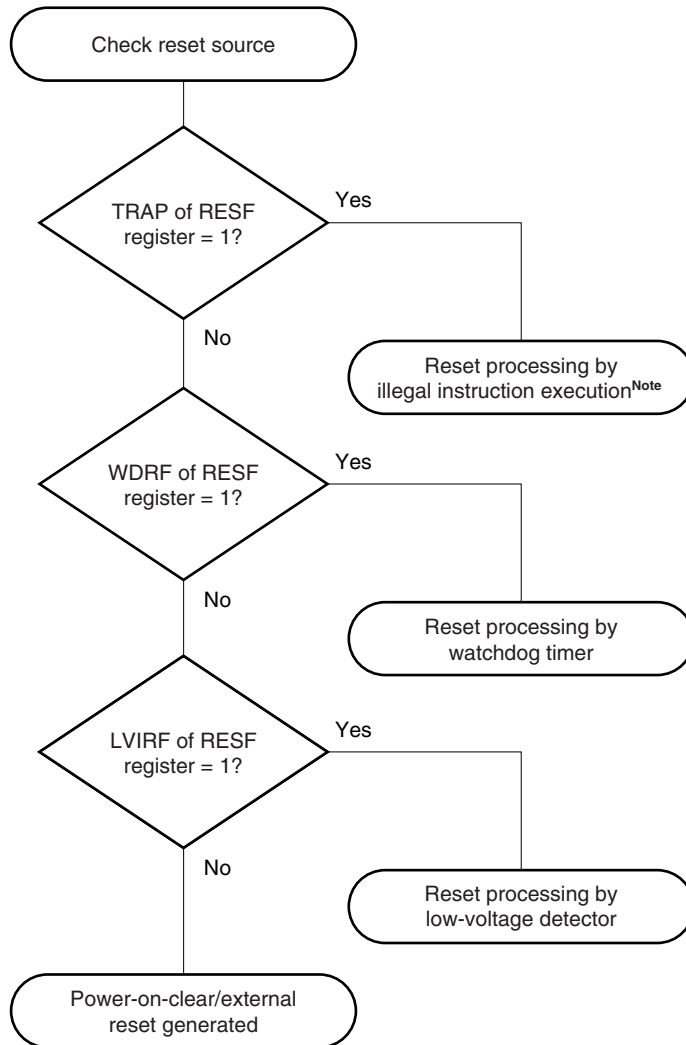 Check reset source
TRAP of RESF
register = 1?
Yes
No
Reset processing by
illegal instruction executionNote
WDRF of RESF
register = 1?
Yes
No
Reset processing by
watchdog timer
LVIRF of RESF
register = 1?
Yes
No
Reset processing by
low-voltage detector
Power-on-clear/external
reset generated